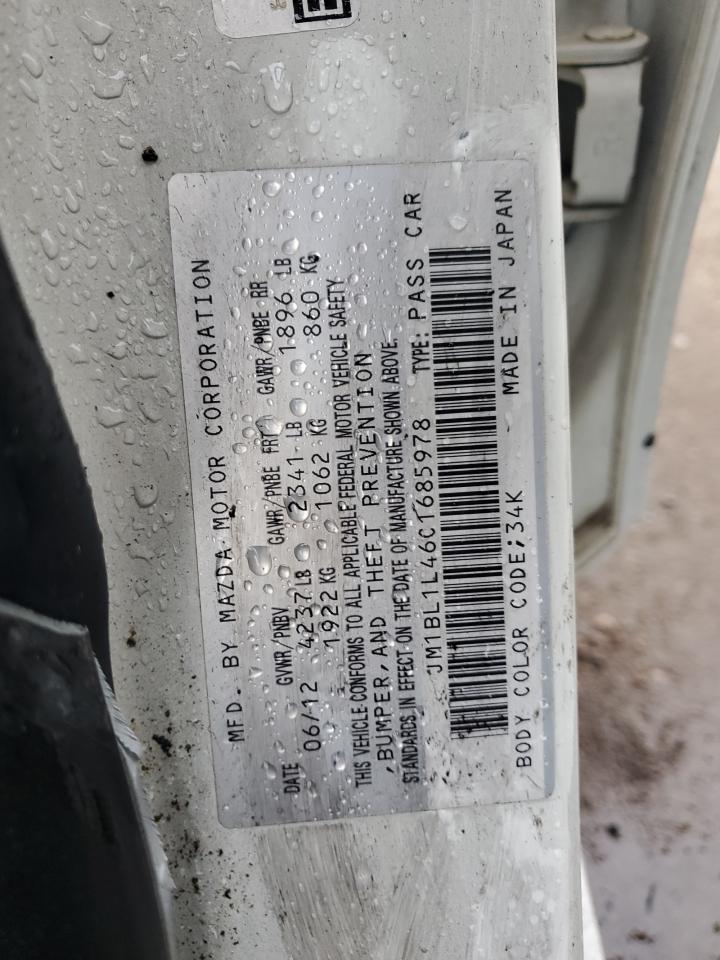 MFD. BY MAZDA MOTOR CORPORATION
DATE GVWR/PNBV GAWR/PNBE FRT GAWR/PNBE RR
06/12 4237LB 2341 LB 1896 LB
1922KG 1062 KG 860 KG
THIS VEHICLE CONFORMS TO ALL APPLICABLE FEDERAL MOTOR VEHICLE SAFETY
,BUMPER,AND THEFT PREVENTION
STANDARDS IN EFFECT ON THE DATE OF MANUFACTURE SHOWN ABOVE.
JM1BL1L46C1685978 TYPE: PASS CAR
BODY COLOR CODE;34K MADE IN JAPAN